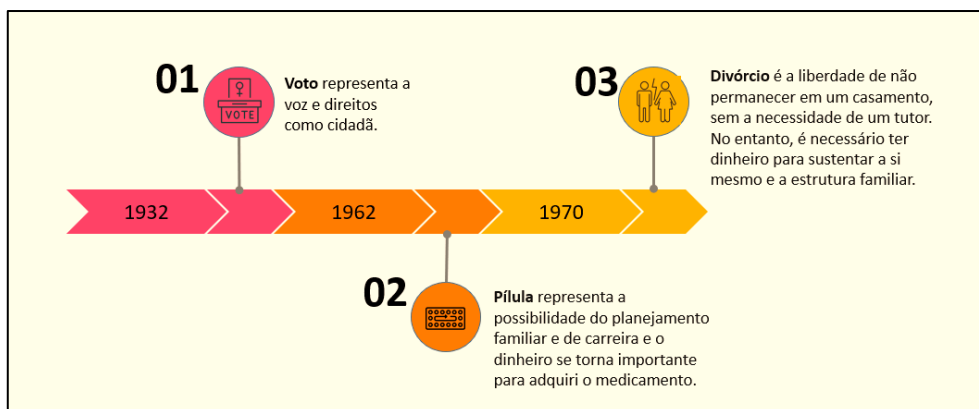 01
VOTE
Voto representa a
voz e direitos
como cidadã.
03
Divórcio é a liberdade de não
permanecer em um casamento,
sem a necessidade de um tutor.
No entanto, é necessário ter
dinheiro para sustentar a si
mesmo e a estrutura familiar.
1932
1962
1970
02
Pílula representa a
possibilidade do planejamento
familiar e de carreira e o
dinheiro se torna importante
para adquiri o medicamento.